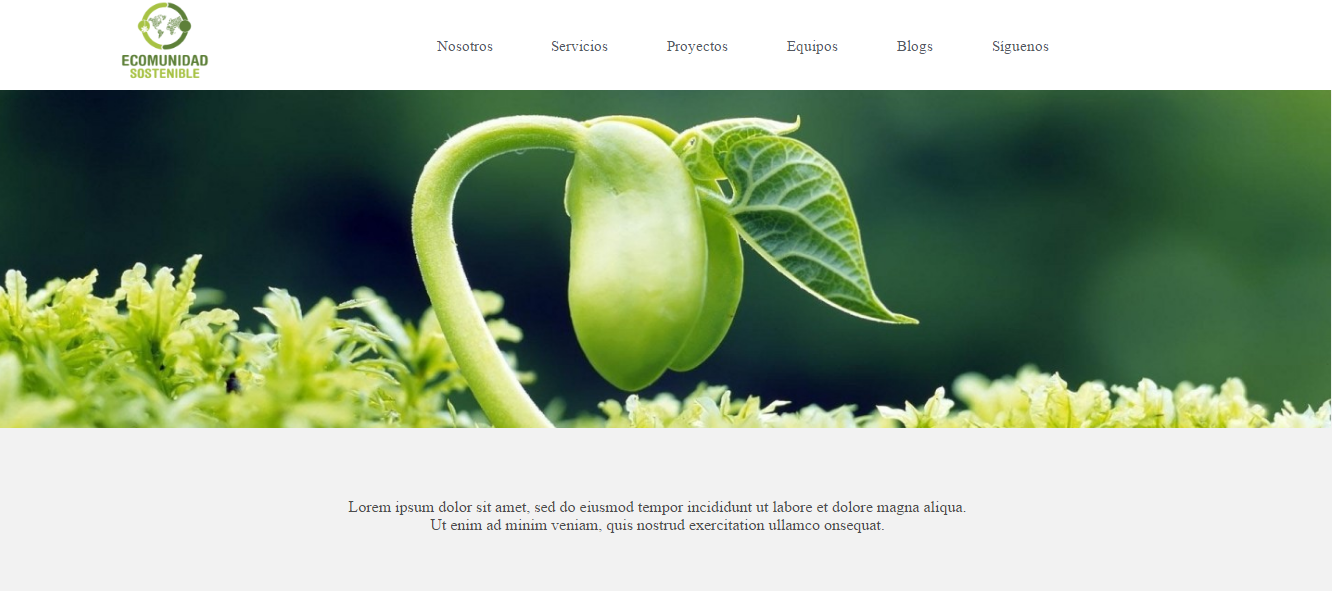 ECOMUNIDAD
SOSTENIBLE
Nosotros Servicios Proyectos Equipos Blogs Siguenos
Lorem ipsum dolor sit amet, sed do eiusmod tempor incididunt ut labore et dolore magna aliqua.
Ut enim ad minim veniam, quis nostrud exercitation ullamco onsequat.